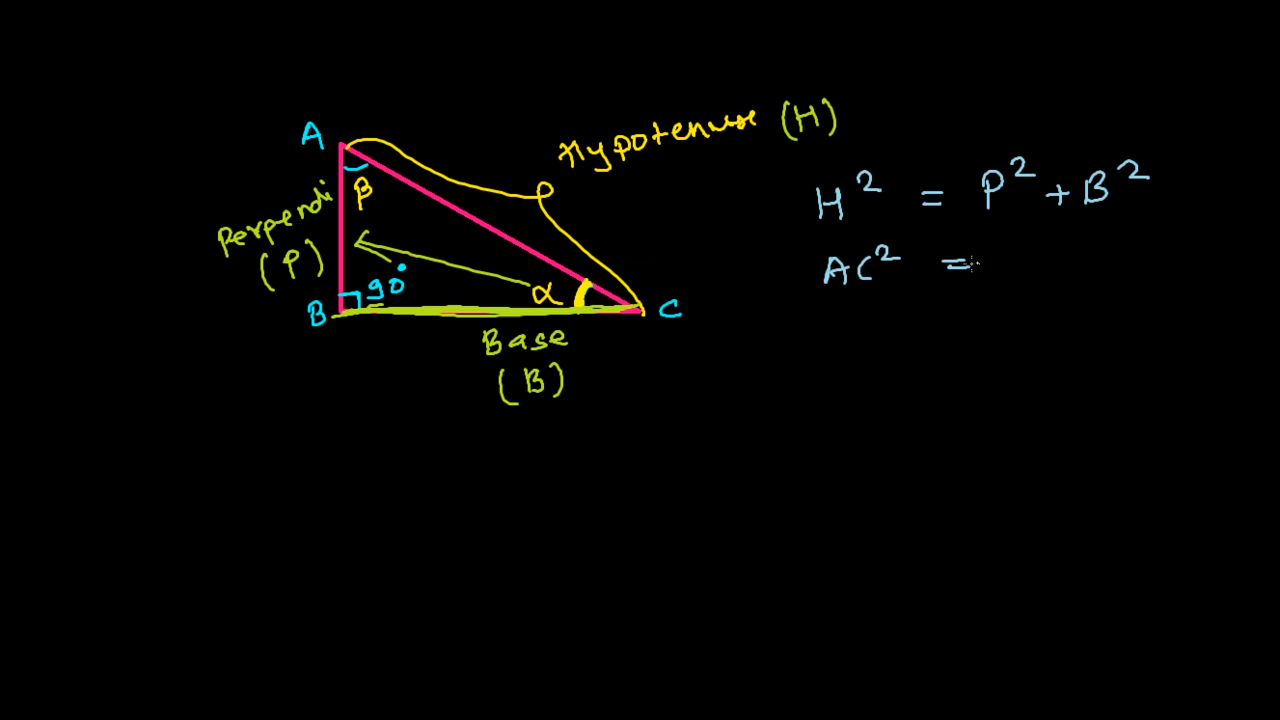 Hypotenuse (H)
A
β
Perpendi
(P)
90°
α
B
C
Base
(B)
H² = P² + B²
AC² =